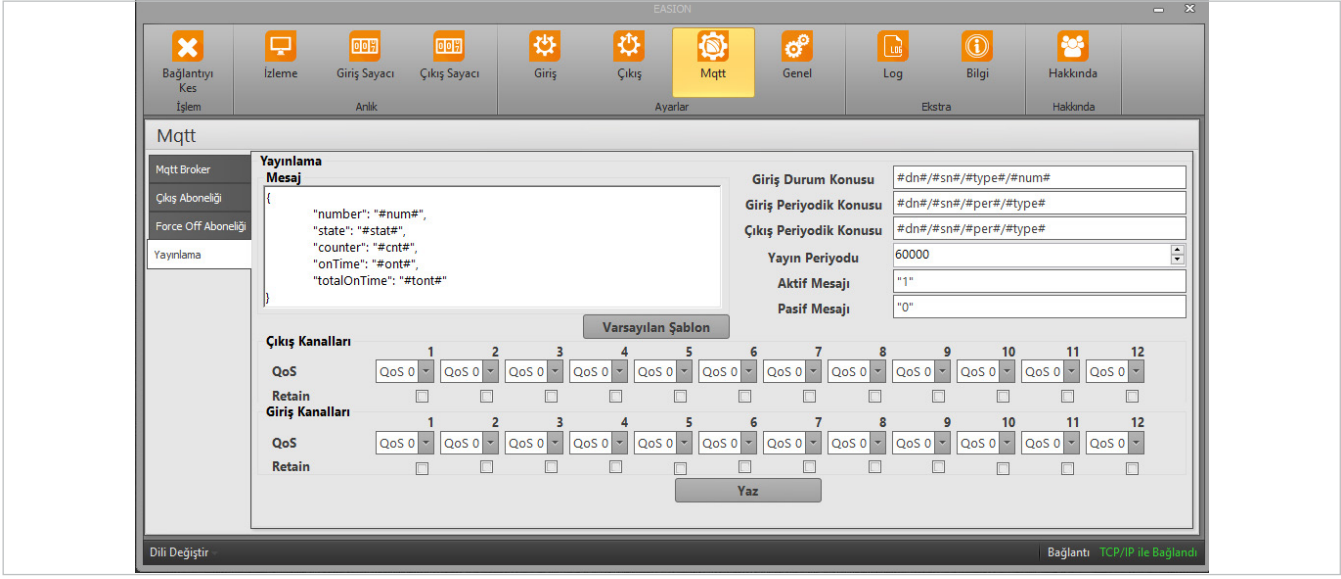 EASION
Bağlantıyı Kes
İzleme
Giriş Sayacı
Çıkış Sayacı
Giriş
Çıkış
Mqtt
Genel
Log
Bilgi
Hakkında
İşlem
Anlık
Ayarlar
Ekstra
Hakkında
Mqtt
Mqtt Broker
Çıkış Aboneliği
Force Off Aboneliği
Yayınlama
Yayınlama
Mesaj
{
"number": "#num#",
"state": "#stat#",
"counter": "#cnt#",
"onTime": "#ont#",
"totalOnTime": "#tont#"
}
Giriş Durum Konusu #dn#/#sn#/#type#/#num#
Giriş Periyodik Konusu #dn#/#sn#/#per#/#type#
Çıkış Periyodik Konusu #dn#/#sn#/#per#/#type#
Yayın Periyodu 60000
Aktif Mesajı "1"
Pasif Mesajı "0"
Varsayılan Şablon
Çıkış Kanalları
1 2 3 4 5 6 7 8 9 10 11 12
QoS QoS 0 QoS 0 QoS 0 QoS 0 QoS 0 QoS 0 QoS 0 QoS 0 QoS 0 QoS 0 QoS 0 QoS 0
Retain
Giriş Kanalları
1 2 3 4 5 6 7 8 9 10 11 12
QoS QoS 0 QoS 0 QoS 0 QoS 0 QoS 0 QoS 0 QoS 0 QoS 0 QoS 0 QoS 0 QoS 0 QoS 0
Retain
Yaz
Dili Değiştir
Bağlantı TCP/IP ile Bağlandı